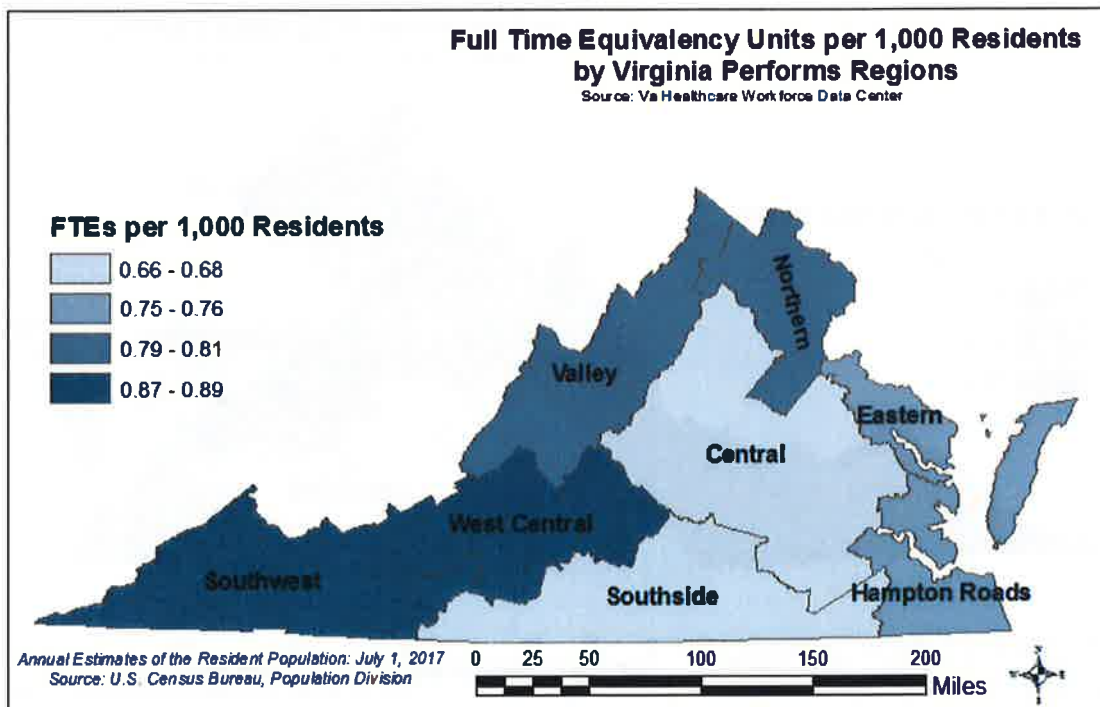 Full Time Equivalency Units per 1,000 Residents
by Virginia Performs Regions
Source: Va Healthcare Workforce Data Center
FTEs per 1,000 Residents
0.66 - 0.68
0.75 - 0.76
0.79 - 0.81
0.87 - 0.89
Northern
Valley
Eastern
Central
West Central
Southwest
Southside
Hampton Roads
Annual Estimates of the Resident Population: July 1, 2017
Source: U.S. Census Bureau, Population Division
0 25 50 100 150 200
Miles
N
W E
S